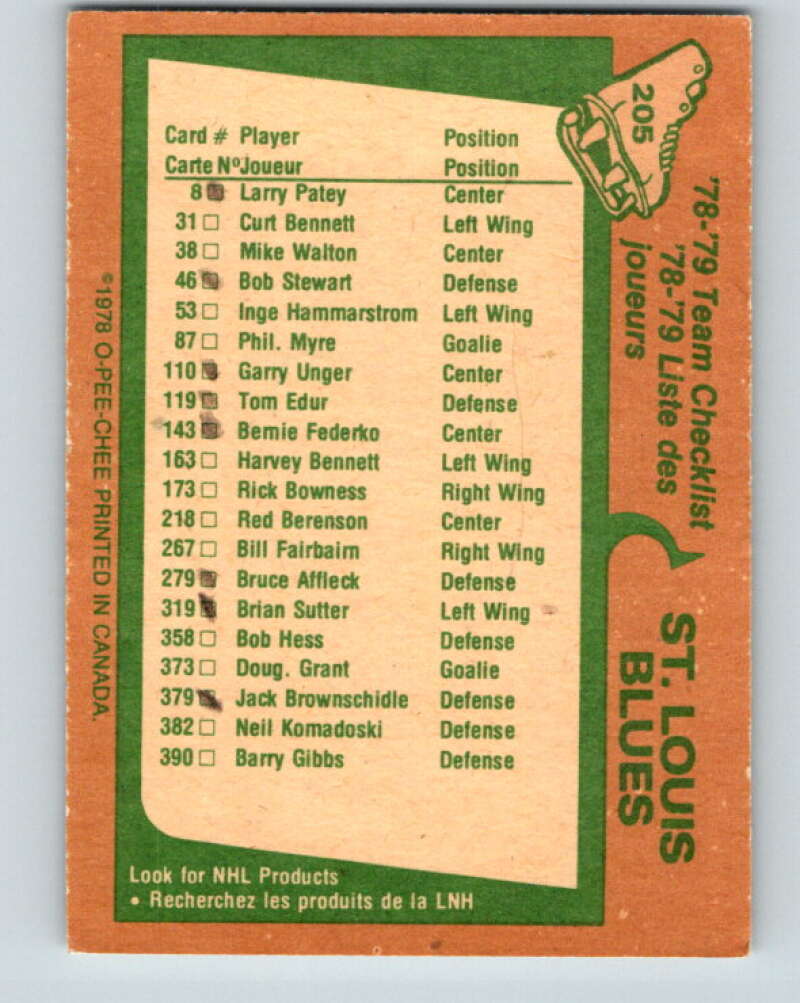 205
'78-'79 Team Checklist
'78-'79 Liste des
joueurs
ST. LOUIS
BLUES
Card # Player Position
Carte Nº Joueur Position
8 Larry Patey Center
31 Curt Bennett Left Wing
38 Mike Walton Center
46 Bob Stewart Defense
53 Inge Hammarstrom Left Wing
87 Phil. Myre Goalie
110 Garry Unger Center
119 Tom Edur Defense
143 Bernie Federko Center
163 Harvey Bennett Left Wing
173 Rick Bowness Right Wing
218 Red Berenson Center
267 Bill Fairbairn Right Wing
279 Bruce Affleck Defense
319 Brian Sutter Left Wing
358 Bob Hess Defense
373 Doug. Grant Goalie
379 Jack Brownschidle Defense
382 Neil Komadoski Defense
390 Barry Gibbs Defense
Look for NHL Products
• Recherchez les produits de la LNH
©1978 O-PEE-CHEE PRINTED IN CANADA.